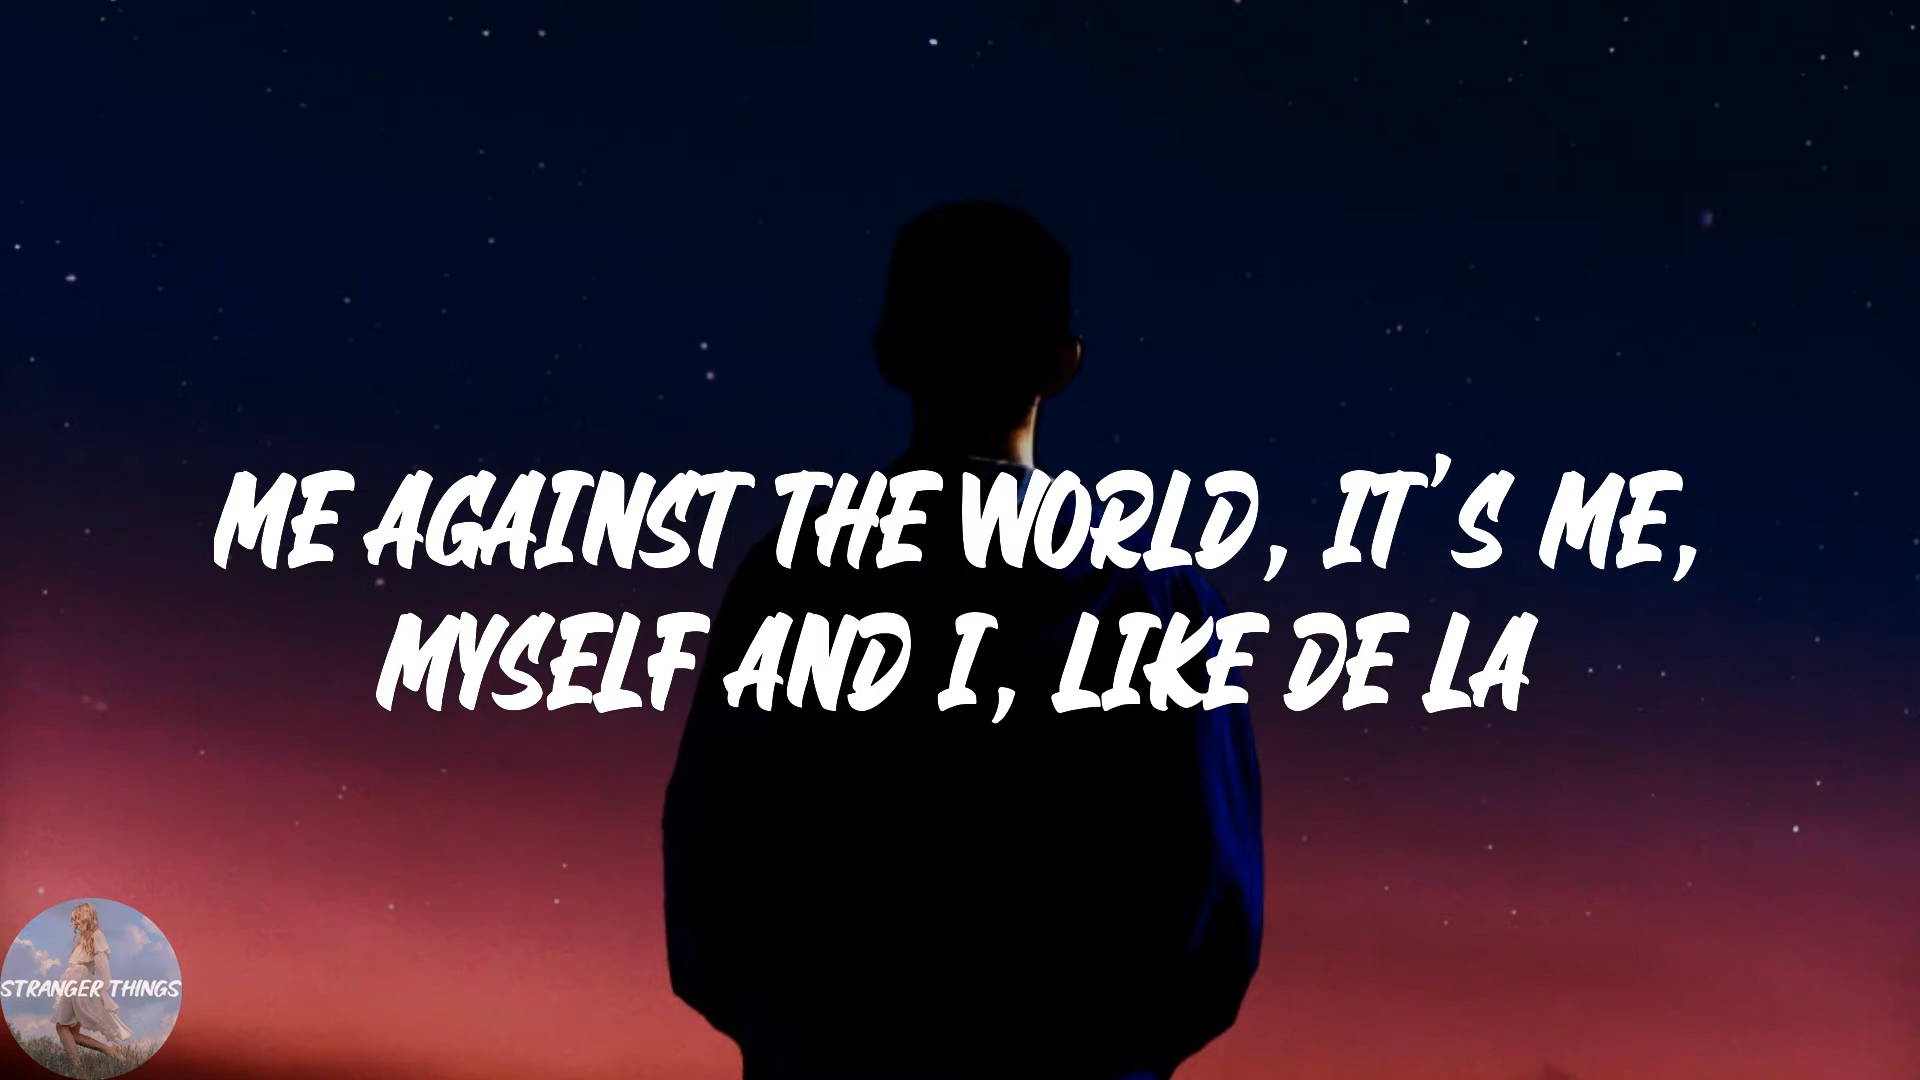 ME AGAINST THE WORLD, IT'S ME,
MYSELF AND I, LIKE DE LA
STRANGER THINGS